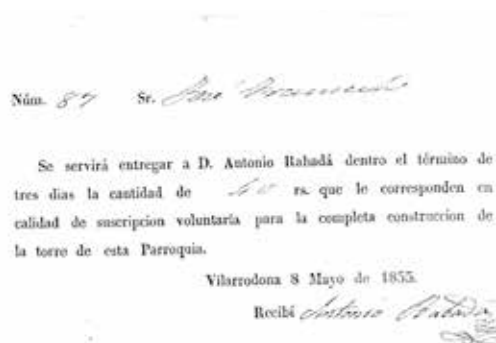 Núm. 87 Sr. José
Se servirá entregar a D. Antonio Rabadá dentro el término de
tres dias la cantidad de 40 rs. que le corresponden en
calidad de suscripcion voluntaria para la completa construccion de
la torre de esta Parroquia.
Vilarrodona 8 Mayo de 1855.
Recibí Antonio Rabadá